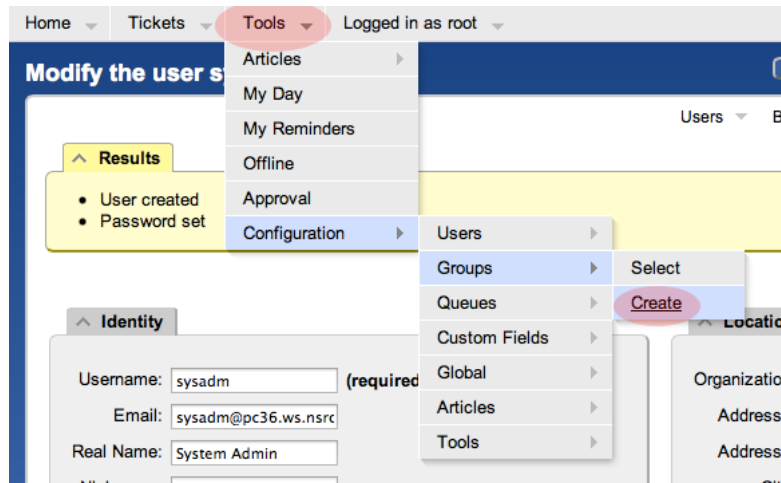 Home Tickets Tools Logged in as root
Modify the user s
Articles
My Day
My Reminders
Offline
Approval
Configuration
Users
Groups
Queues
Custom Fields
Global
Articles
Tools
Select
Create
Users B
Results
User created
Password set
Identity
Username: sysadm (required
Email: sysadm@pc36.ws.nsrc
Real Name: System Admin
Locatio
Organizatio
Address
Address